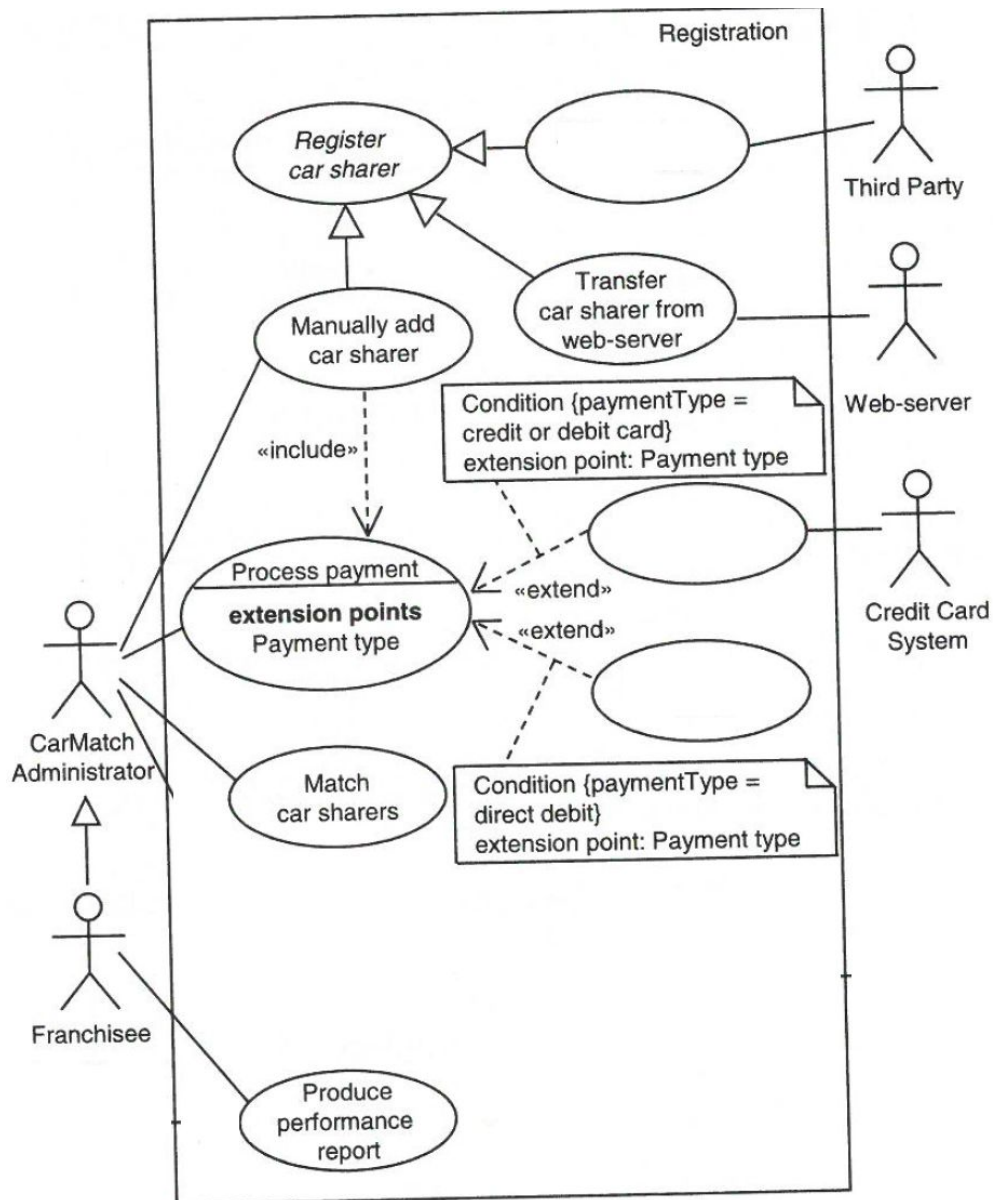 Registration
Register
car sharer
Third Party
Transfer
car sharer from
web-server
Manually add
car sharer
Web-server
Condition {paymentType =
credit or debit card}
extension point: Payment type
«include»
Process payment
extension points
Payment type
«extend»
«extend»
Credit Card
System
CarMatch
Administrator
Match
car sharers
Condition {paymentType =
direct debit}
extension point: Payment type
Franchisee
Produce
performance
report